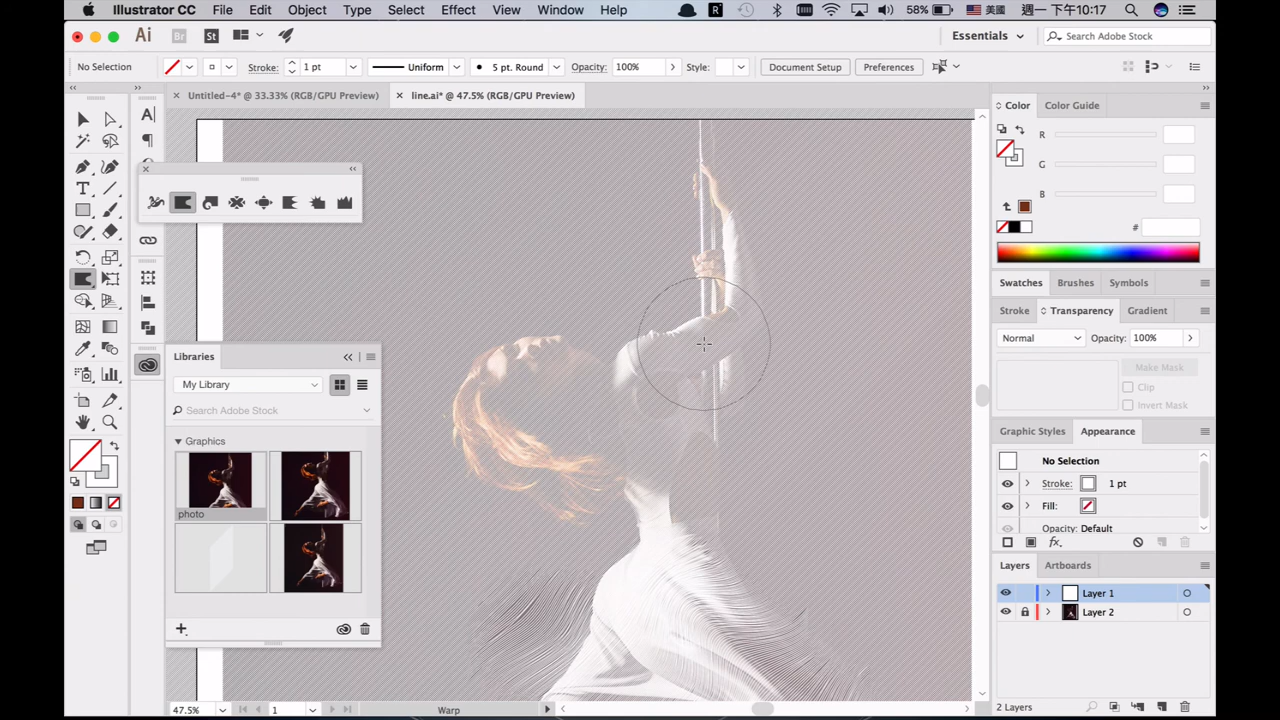 Illustrator CC File Edit Object Type Select Effect View Window Help R 58% 美國 週一 下午10:17
Ai Br St Essentials Search Adobe Stock
No Selection Stroke: 1 pt Uniform 5 pt. Round Opacity: 100% Style: Document Setup Preferences
Untitled-4* @ 33.33% (RGB/GPU Preview) line.ai* @ 47.5% (RGB/GPU Preview)
Color Color Guide
R
G
B
#
Swatches Brushes Symbols
Stroke Transparency Gradient
Normal Opacity: 100%
Make Mask
Clip
Invert Mask
Graphic Styles Appearance
No Selection
Stroke: 1 pt
Fill:
Opacity: Default
fx.
Layers Artboards
Layer 1
Layer 2
2 Layers
Libraries
My Library
Search Adobe Stock
Graphics
photo
47.5% 1 Warp